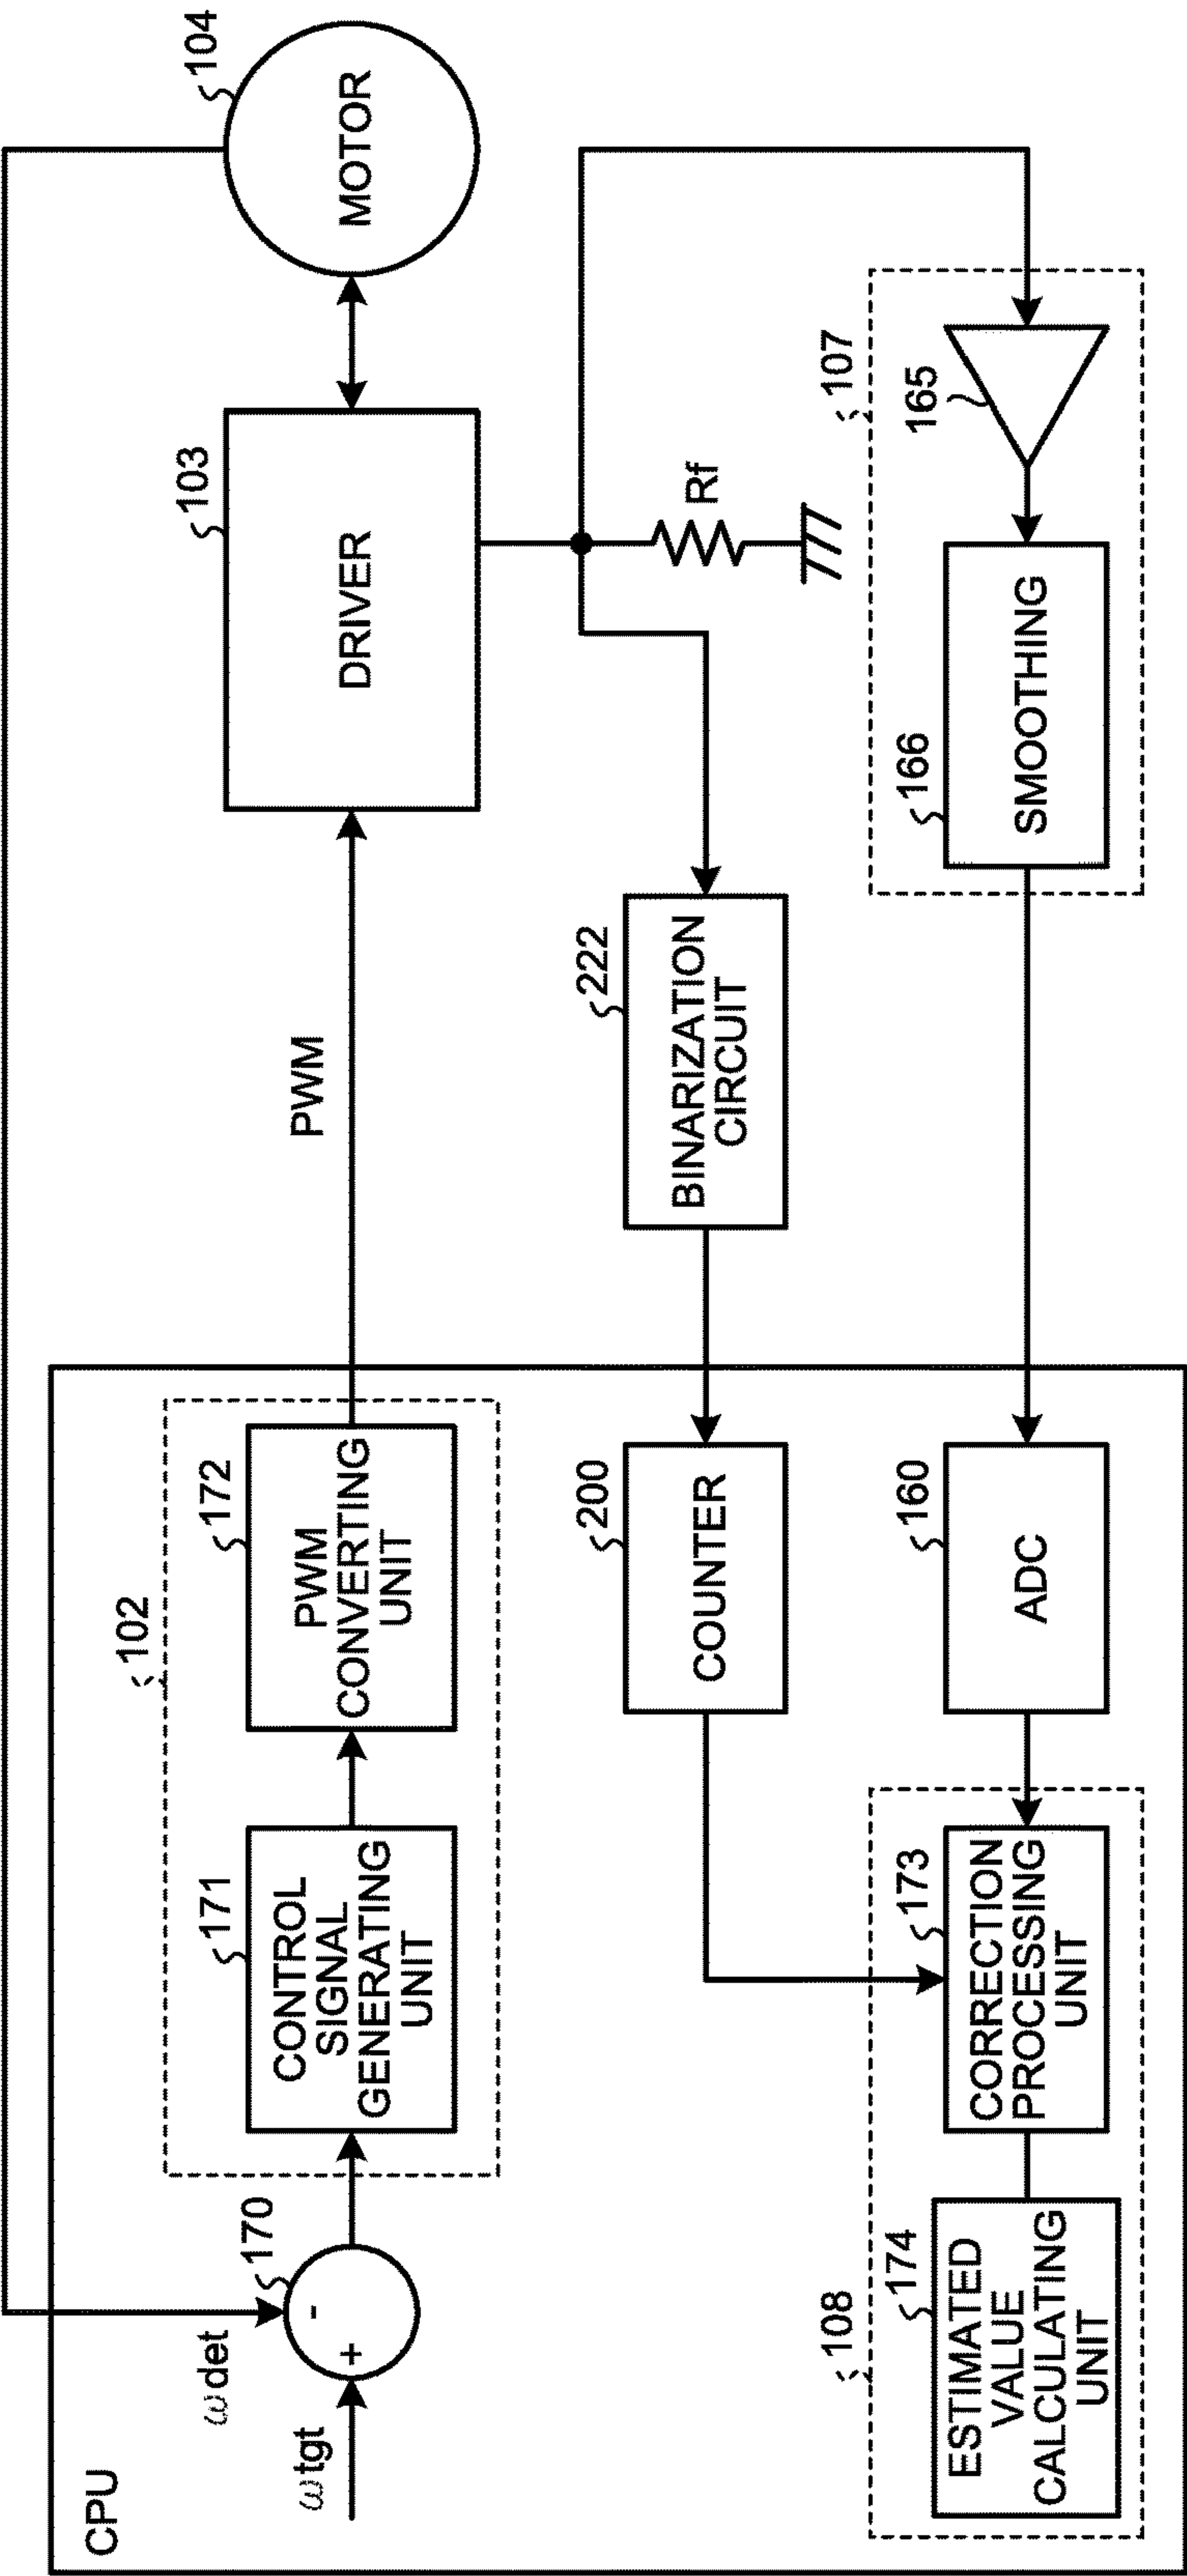 CPU
ωtgt
ωdet
-
+
170
102
171
CONTROL
SIGNAL
GENERATING
UNIT
172
PWM
CONVERTING
UNIT
PWM
103
DRIVER
104
MOTOR
Rf
222
BINARIZATION
CIRCUIT
200
COUNTER
107
165
166
SMOOTHING
160
ADC
108
173
CORRECTION
PROCESSING
UNIT
174
ESTIMATED
VALUE
CALCULATING
UNIT